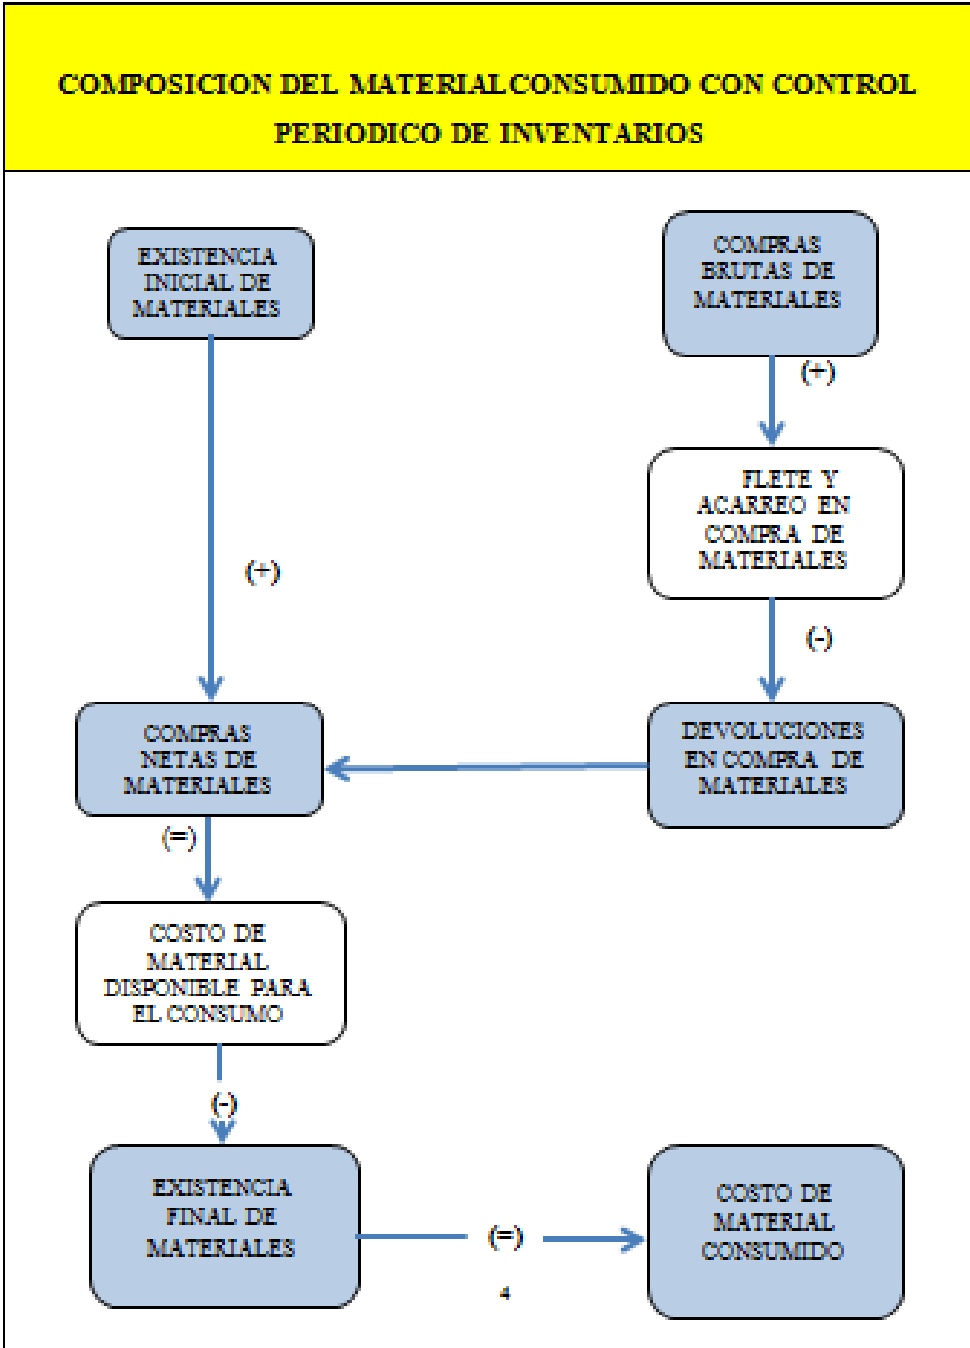 COMPOSICION DEL MATERIAL CONSUMIDO CON CONTROL
PERIODICO DE INVENTARIOS
EXISTENCIA
INICIAL DE
MATERIALES
COMPRAS
BRUTAS DE
MATERIALES
(+)
FLETE Y
ACARREO EN
COMPRA DE
MATERIALES
(+)
(-)
COMPRAS
NETAS DE
MATERIALES
DEVOLUCIONES
EN COMPRA DE
MATERIALES
(=)
COSTO DE
MATERIAL
DISPONIBLE PARA
EL CONSUMO
(-)
EXISTENCIA
FINAL DE
MATERIALES
(=)
COSTO DE
MATERIAL
CONSUMIDO
4